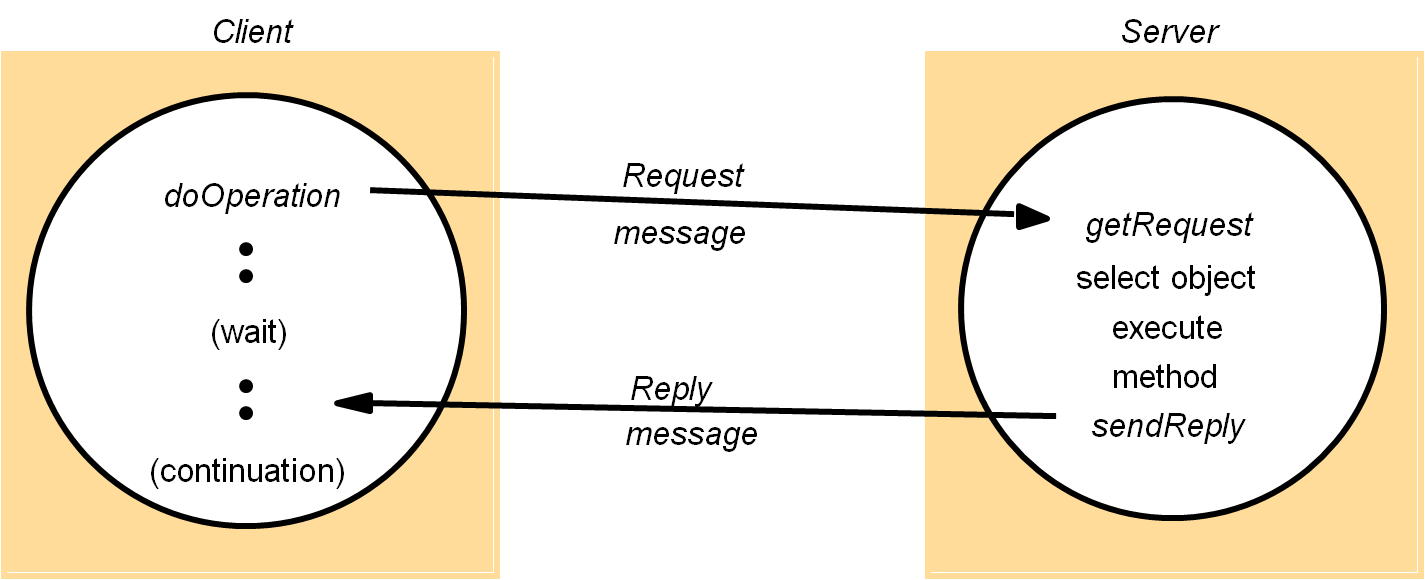 Client
doOperation
(wait)
(continuation)
Request
message
Reply
message
Server
getRequest
select object
execute
method
sendReply